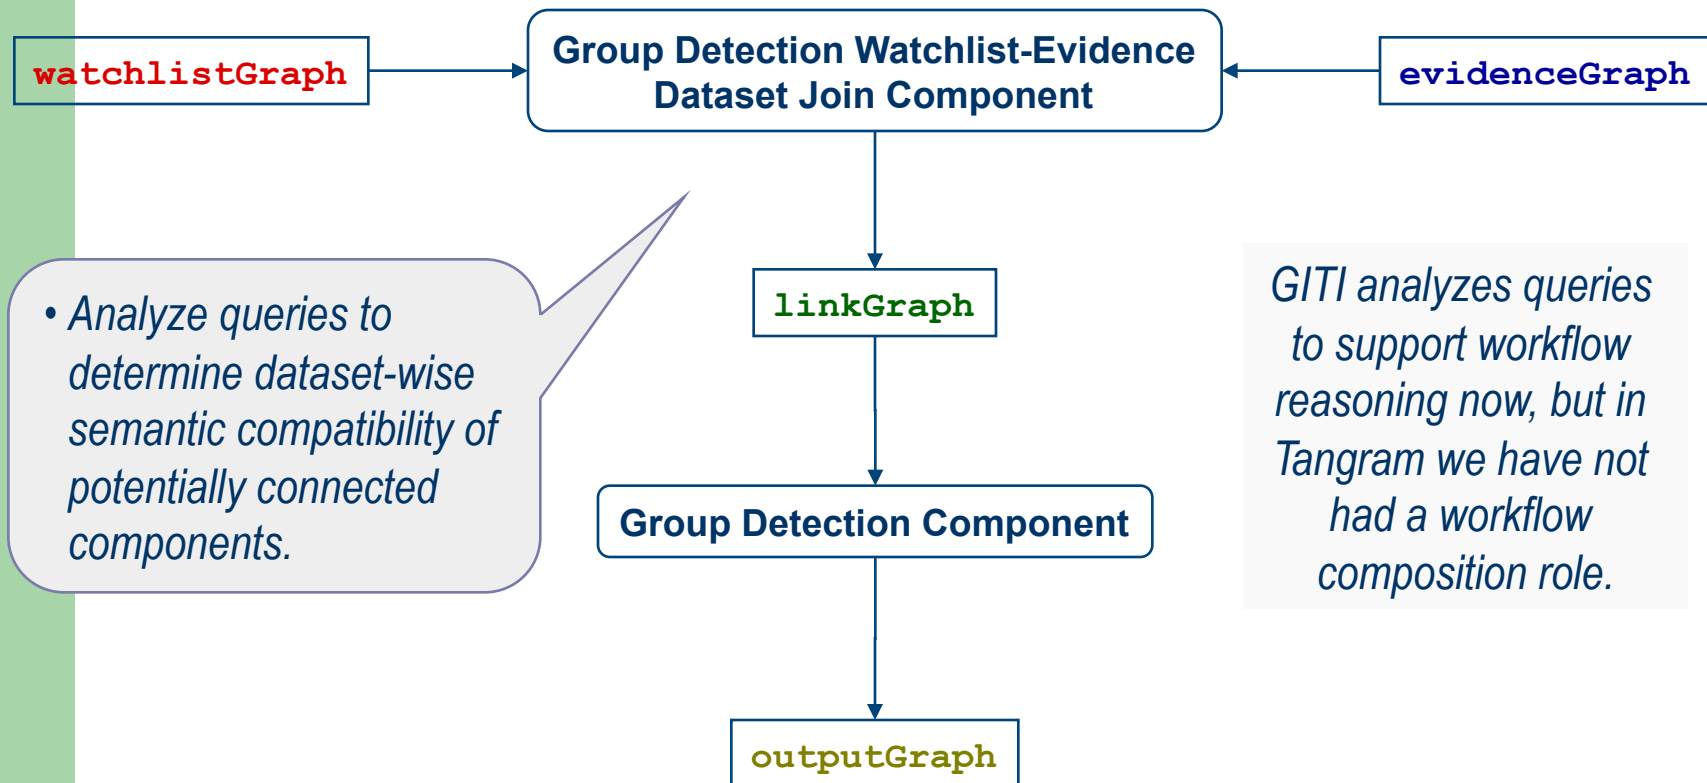 watchlistGraph
Group Detection Watchlist-Evidence
Dataset Join Component
evidenceGraph
• Analyze queries to
determine dataset-wise
semantic compatibility of
potentially connected
components.
linkGraph
GITI analyzes queries
to support workflow
reasoning now, but in
Tangram we have not
had a workflow
composition role.
Group Detection Component
outputGraph